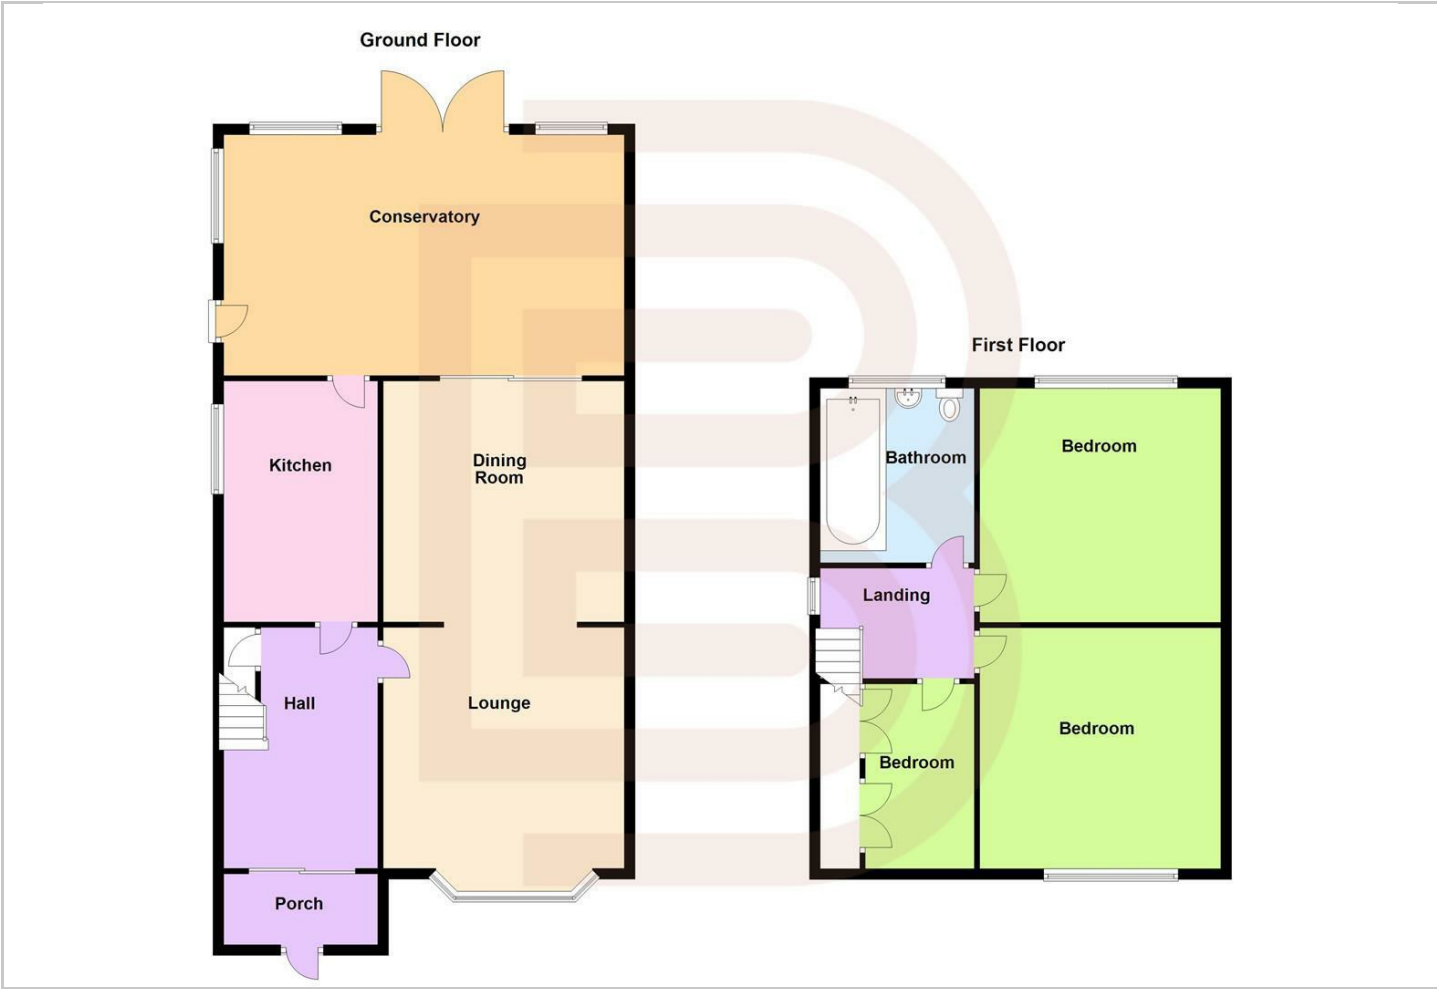 Ground Floor
Conservatory
Kitchen
Dining
Room
Hall
Lounge
Porch
First Floor
Bathroom
Bedroom
Landing
Bedroom
Bedroom